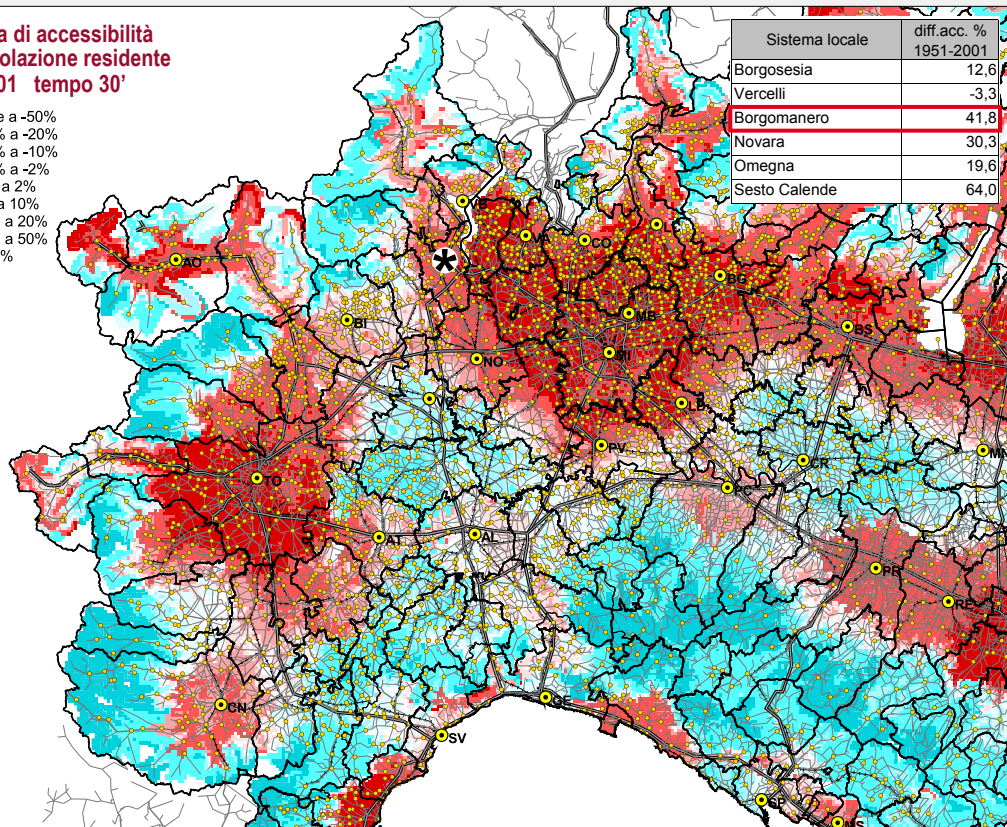 a di accessibilità
olazione residente
01 tempo 30'
e a -50%
% a -20%
% a -10%
% a -2%
a 2%
a 10%
a 20%
a 50%
%
Sistema locale diff.acc. % 1951-2001
Borgosesia 12,6
Vercelli -3,3
Borgomanero 41,8
Novara 30,3
Omegna 19,6
Sesto Calende 64,0
AO
BI
CO
BG
MB
BS
NO
MI
PV
CR
MN
TO
AT
AL
PR
RE
CN
SV
GE
SP
MS